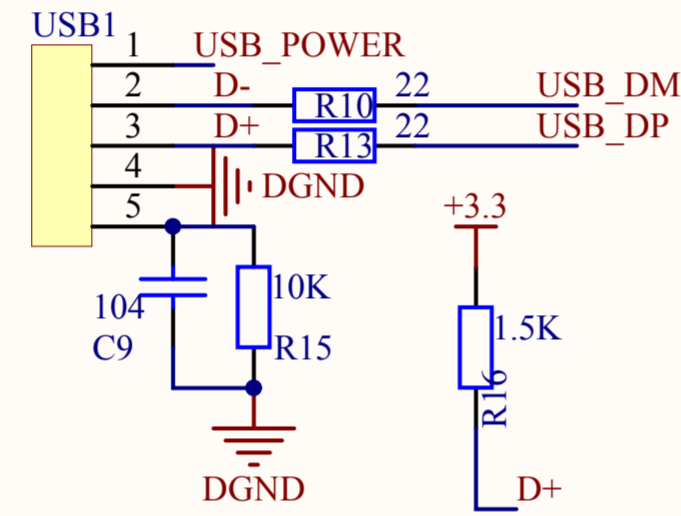 USB1
1 USB_POWER
2 D- R10 22 USB_DM
3 D+ R13 22 USB_DP
4 DGND
5
+3.3
104
C9
10K
R15
1.5K
R16
DGND
D+